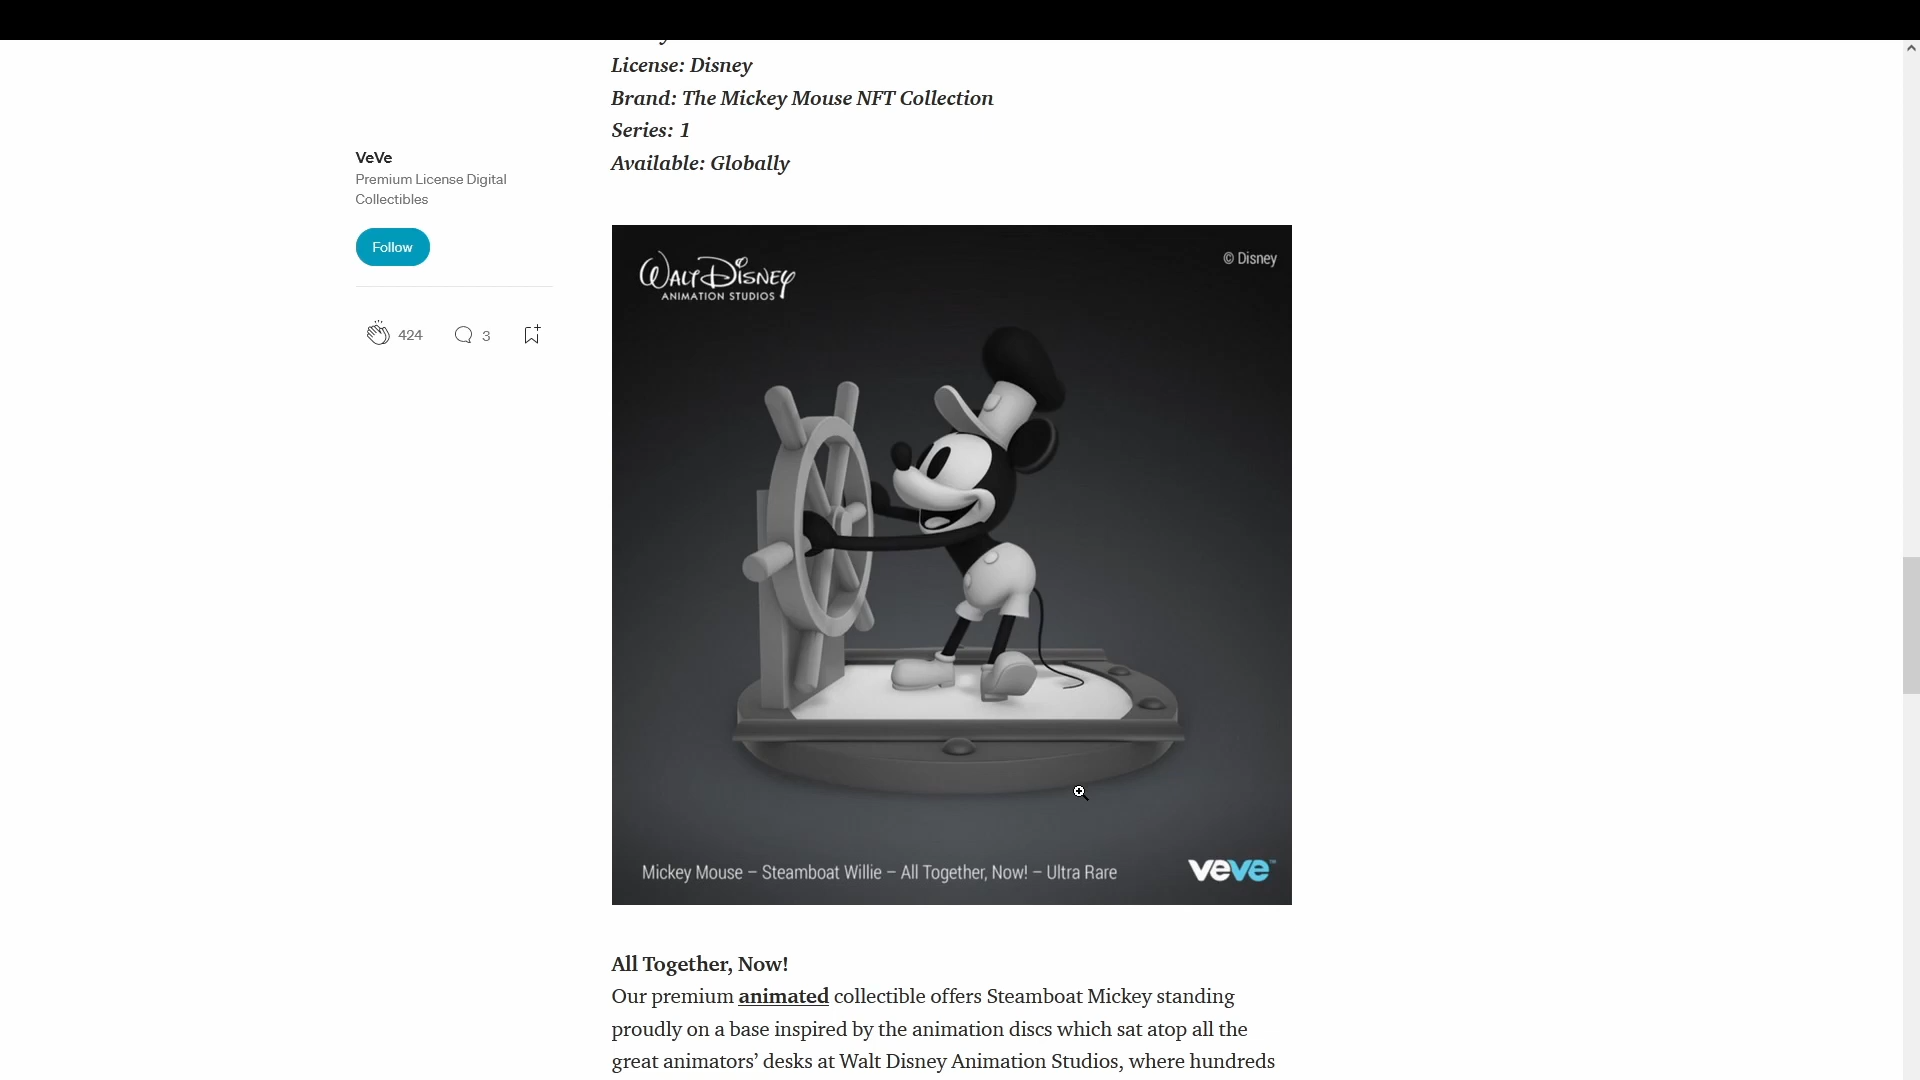 License: Disney
Brand: The Mickey Mouse NFT Collection
Series: 1
Available: Globally
VeVe
Premium License Digital
Collectibles
Follow
424
3
WALT DISNEY
ANIMATION STUDIOS
© Disney
Mickey Mouse – Steamboat Willie – All Together, Now! – Ultra Rare
veve™
All Together, Now!
Our premium animated collectible offers Steamboat Mickey standing
proudly on a base inspired by the animation discs which sat atop all the
great animators’ desks at Walt Disney Animation Studios, where hundreds